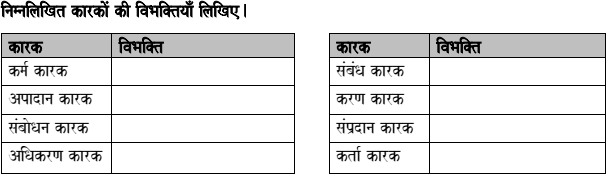 निम्नलिखित कारकों की विभक्तियाँ लिखिए।
कारक विभक्ति
कर्म कारक
अपादान कारक
संबोधन कारक
अधिकरण कारक
कारक विभक्ति
संबंध कारक
करण कारक
संप्रदान कारक
कर्ता कारक